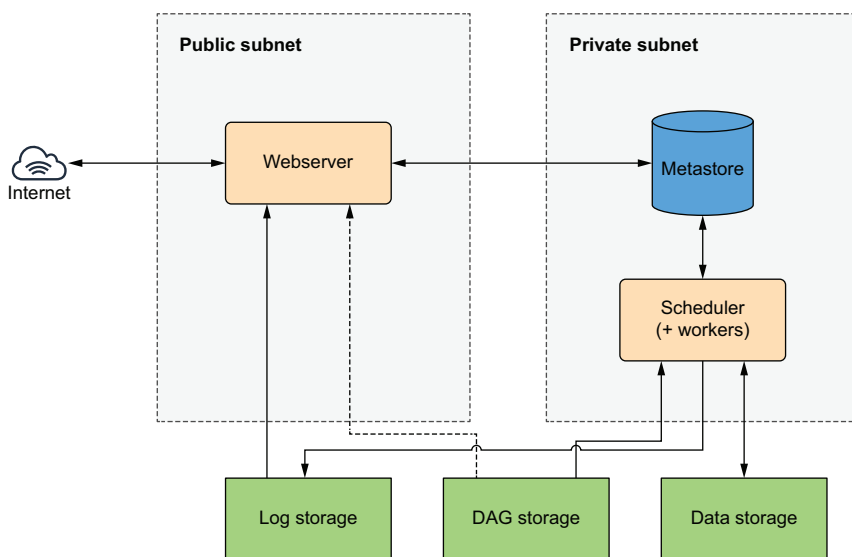 Public subnet
Private subnet
Internet
Webserver
Metastore
Scheduler
(+ workers)
Log storage
DAG storage
Data storage